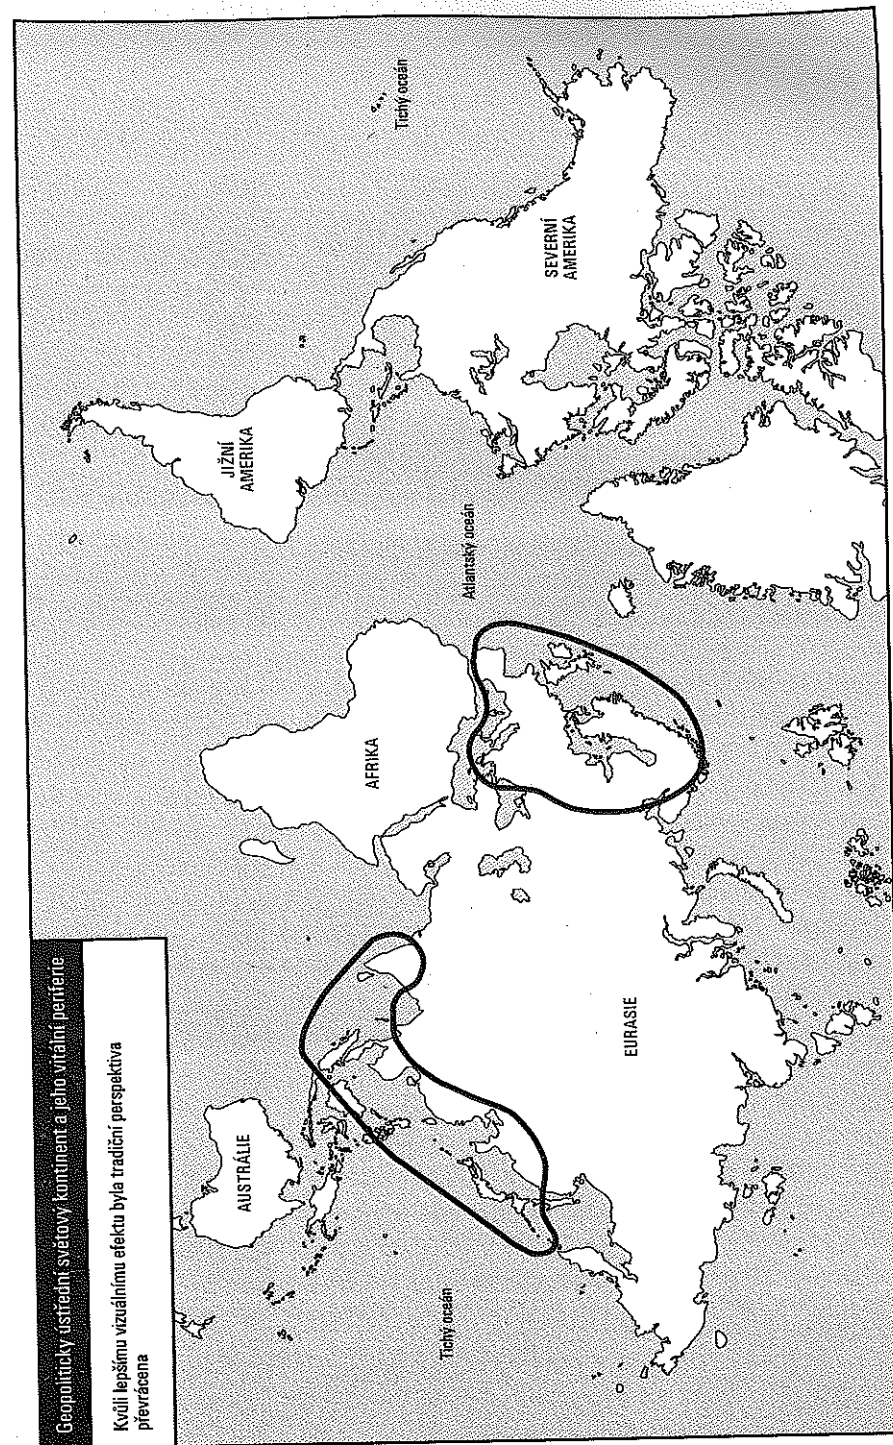 Geopoliticky ústřední světový kontinent a jeho vitální periferie
Kvůli lepšímu vizuálnímu efektu byla tradiční perspektiva
převrácena
AUSTRÁLIE
Tichý oceán
EURASIE
AFRIKA
Atlantský oceán
JIŽNÍ
AMERIKA
SEVERNÍ
AMERIKA
Tichý oceán